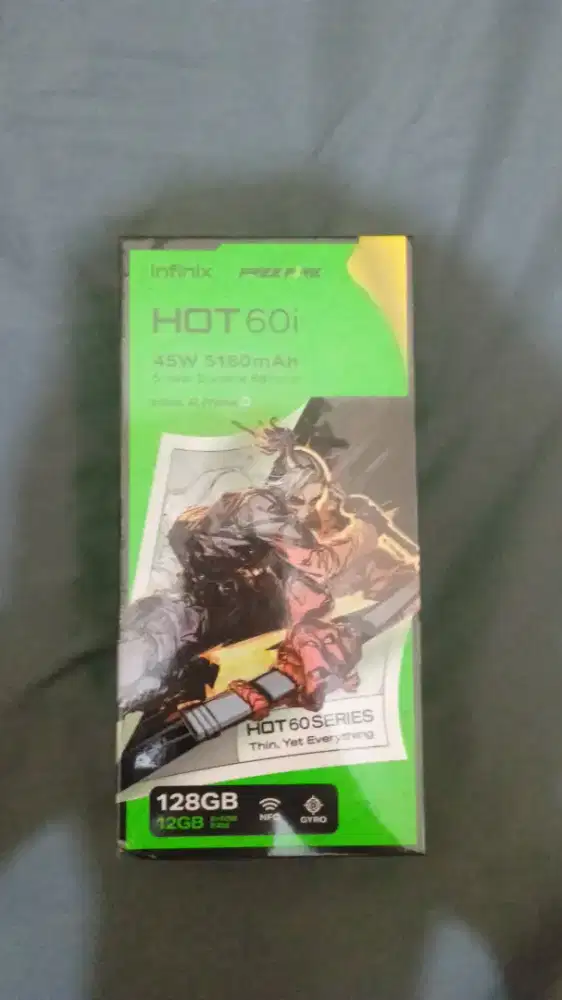 Infinix FREE FIRE
HOT 60i
45W 5160mAh
HOT 60 SERIES
Thin, Yet Everything
128GB
12GB
NFC
GYRO